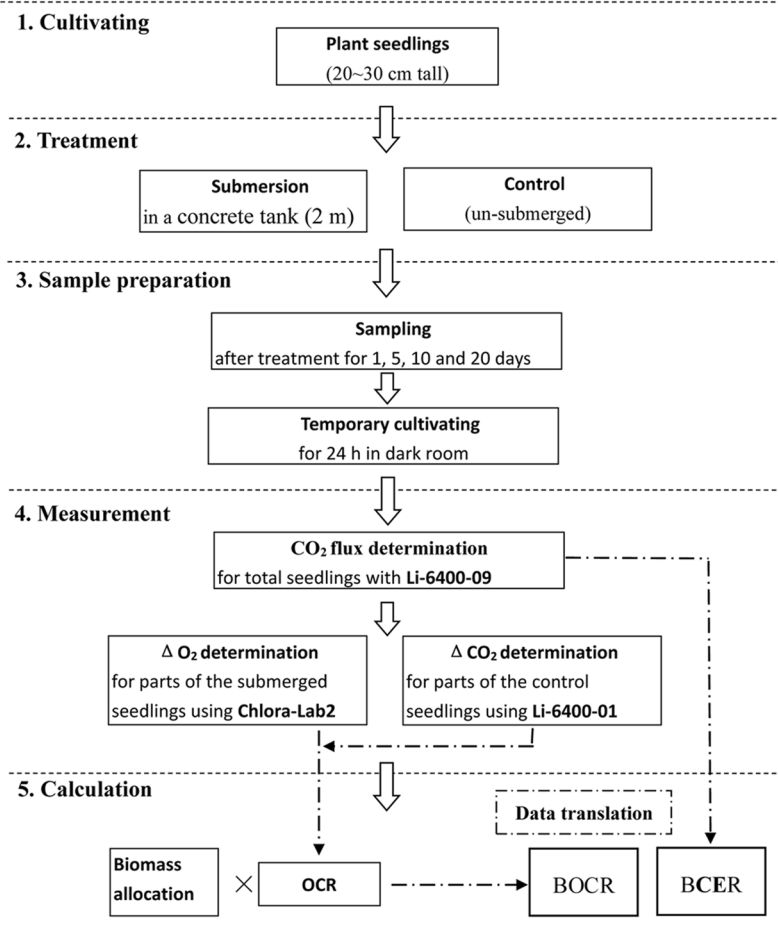 1. Cultivating
Plant seedlings
(20~30 cm tall)
2. Treatment
Submersion
in a concrete tank (2 m)
Control
(un-submerged)
3. Sample preparation
Sampling
after treatment for 1, 5, 10 and 20 days
Temporary cultivating
for 24 h in dark room
4. Measurement
CO₂ flux determination
for total seedlings with Li-6400-09
Δ O₂ determination
for parts of the submerged
seedlings using Chlora-Lab2
Δ CO₂ determination
for parts of the control
seedlings using Li-6400-01
5. Calculation
Data translation
Biomass
allocation
×
OCR
BOCR
BCER